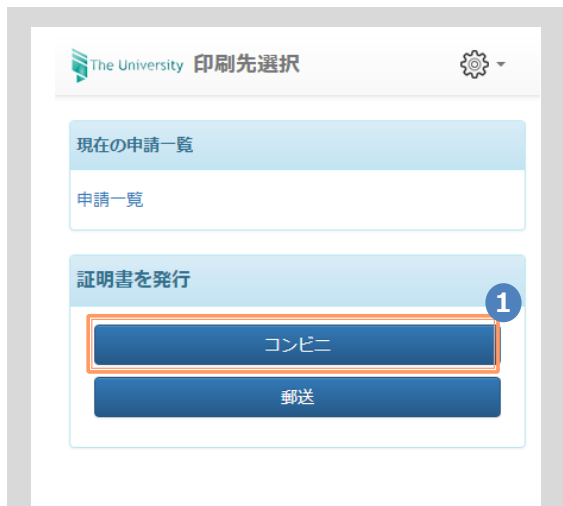 The University 印刷先選択
現在の申請一覧
申請一覧
証明書を発行
1
コンビニ
郵送